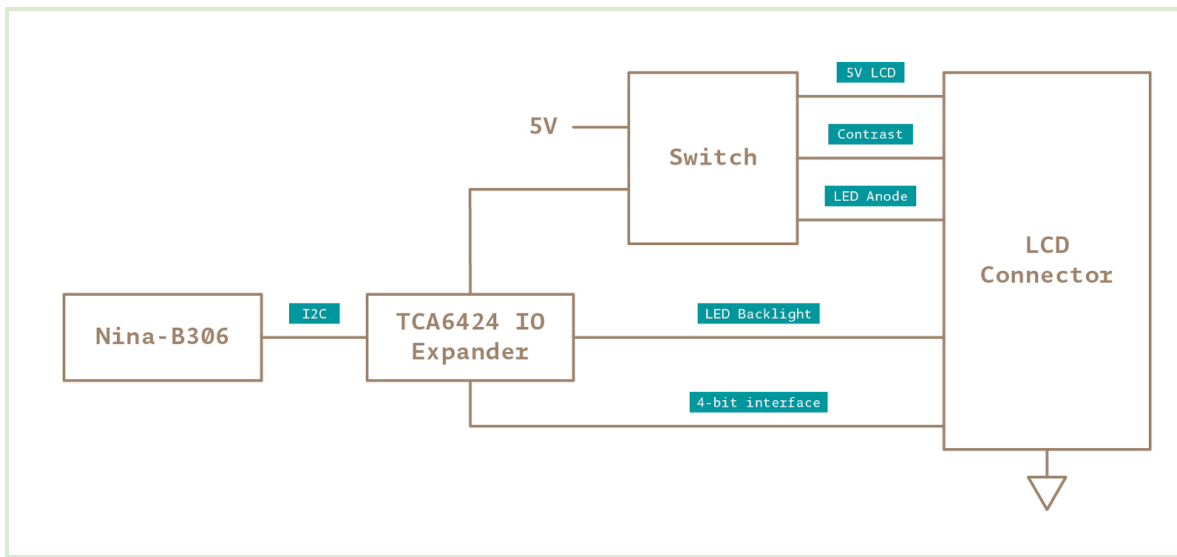 5V LCD
5V
Contrast
Switch
LED Anode
LCD
Connector
I2C
Nina-B306
TCA6424 IO
Expander
LED Backlight
4-bit interface